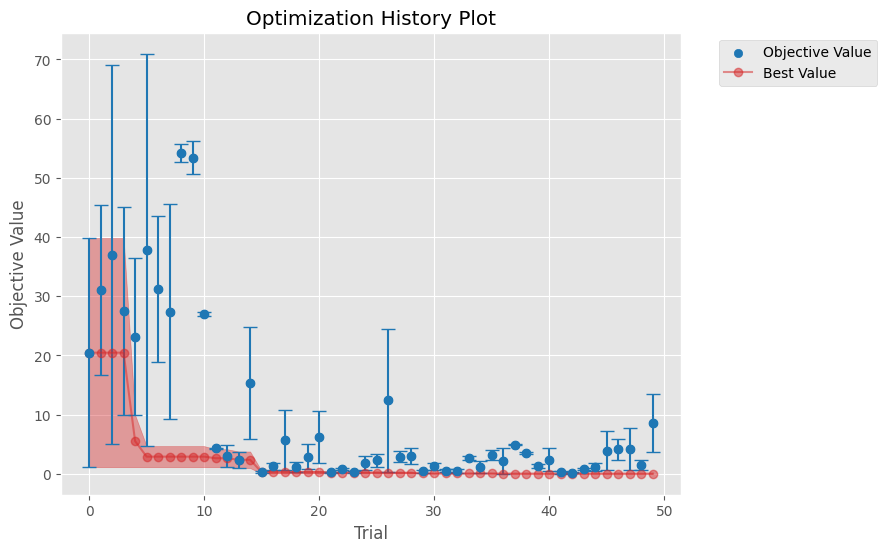 Optimization History Plot
Objective Value
Best Value
70
60
50
40
30
20
10
0
Objective Value
0 10 20 30 40 50
Trial